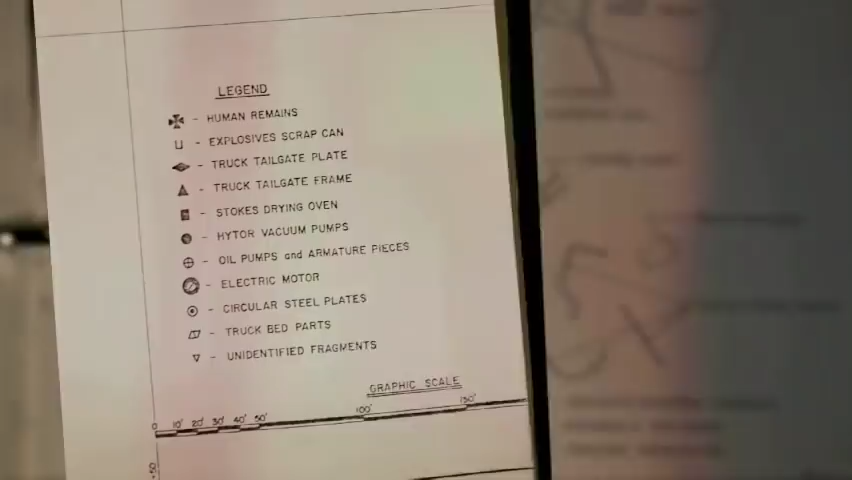 LEGEND
- HUMAN REMAINS
- EXPLOSIVES SCRAP CAN
- TRUCK TAILGATE PLATE
- TRUCK TAILGATE FRAME
- STOKES DRYING OVEN
- HYTOR VACUUM PUMPS
- OIL PUMPS and ARMATURE PIECES
- ELECTRIC MOTOR
- CIRCULAR STEEL PLATES
- TRUCK BED PARTS
- UNIDENTIFIED FRAGMENTS
GRAPHIC SCALE
0 10' 20' 30' 40' 50' 100' 150'
+50